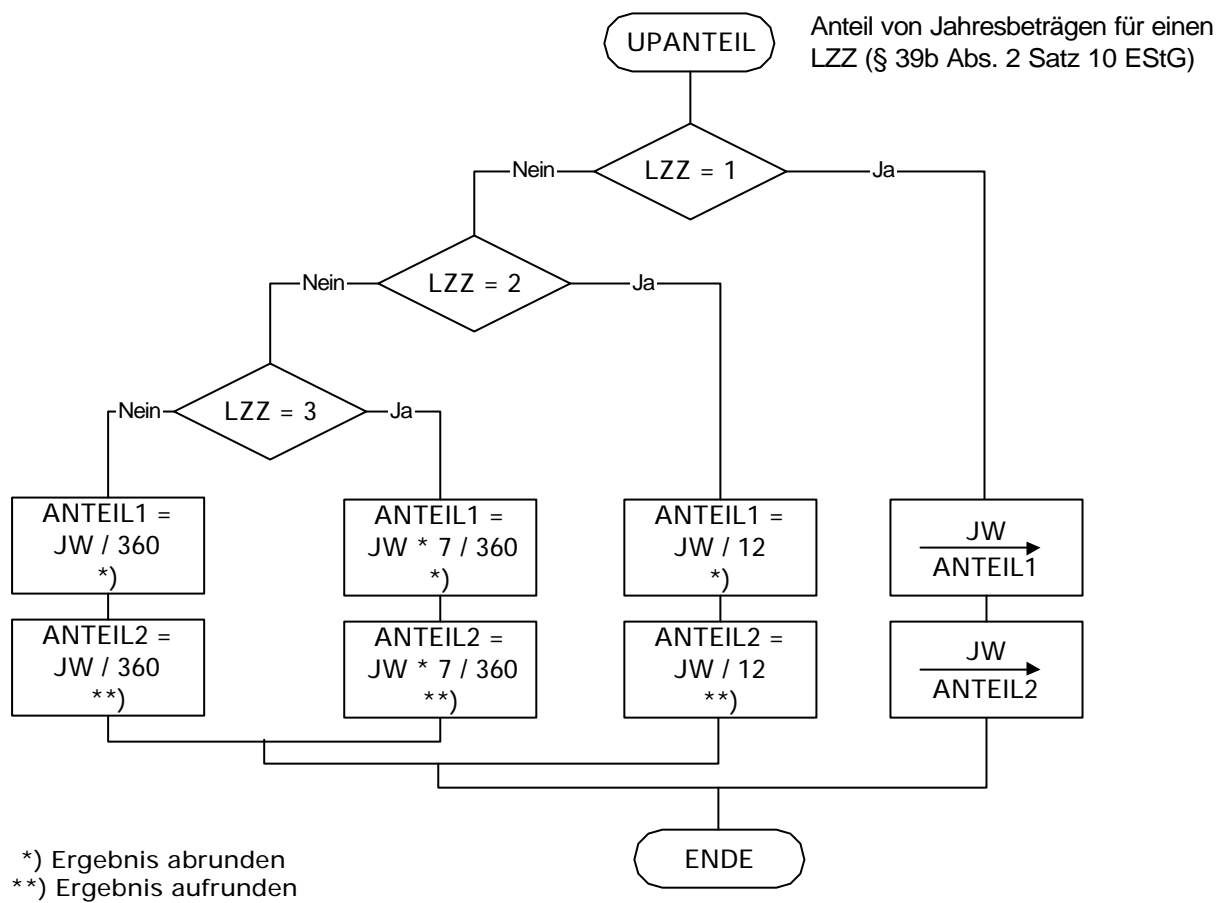 UPANTEIL
Anteil von Jahresbeträgen für einen
LZZ (§ 39b Abs. 2 Satz 10 EStG)
Nein
LZZ = 1
Ja
Nein
LZZ = 2
Ja
Nein
LZZ = 3
Ja
ANTEIL1 =
JW / 360
*)
ANTEIL1 =
JW * 7 / 360
*)
ANTEIL1 =
JW / 12
*)
JW
ANTEIL1
ANTEIL2 =
JW / 360
**)
ANTEIL2 =
JW * 7 / 360
**)
ANTEIL2 =
JW / 12
**)
JW
ANTEIL2
ENDE
*) Ergebnis abrunden
**) Ergebnis aufrunden